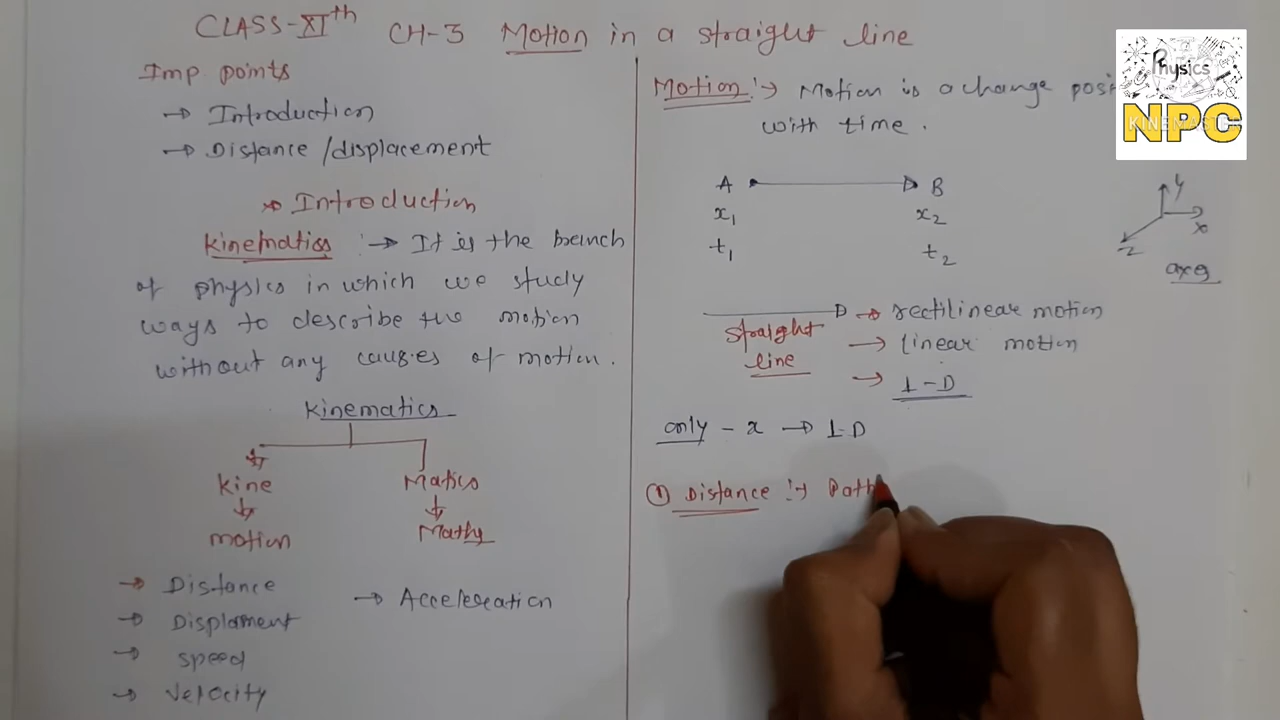 CLASS-XIth CH-3 Motion in a straight line
Imp points
→ Introduction
→ Distance/displacement
Introduction
Kinematics :→ It is the branch
of physics in which we study
ways to describe the motion
without any causes of motion.
Kinematics
Kine Matics
motion Maths
→ Distance → Acceleration
→ Displament
→ speed
→ velocity
Motion :→ Motion is a change posi
with time.
A B
x1 x2
t1 t2
y
x
z
axes
straight
line
→ rectilinear motion
→ linear motion
→ 1-D
only - x → 1-D
① Distance :→ Path
Physics
NPC
KINEMASTER